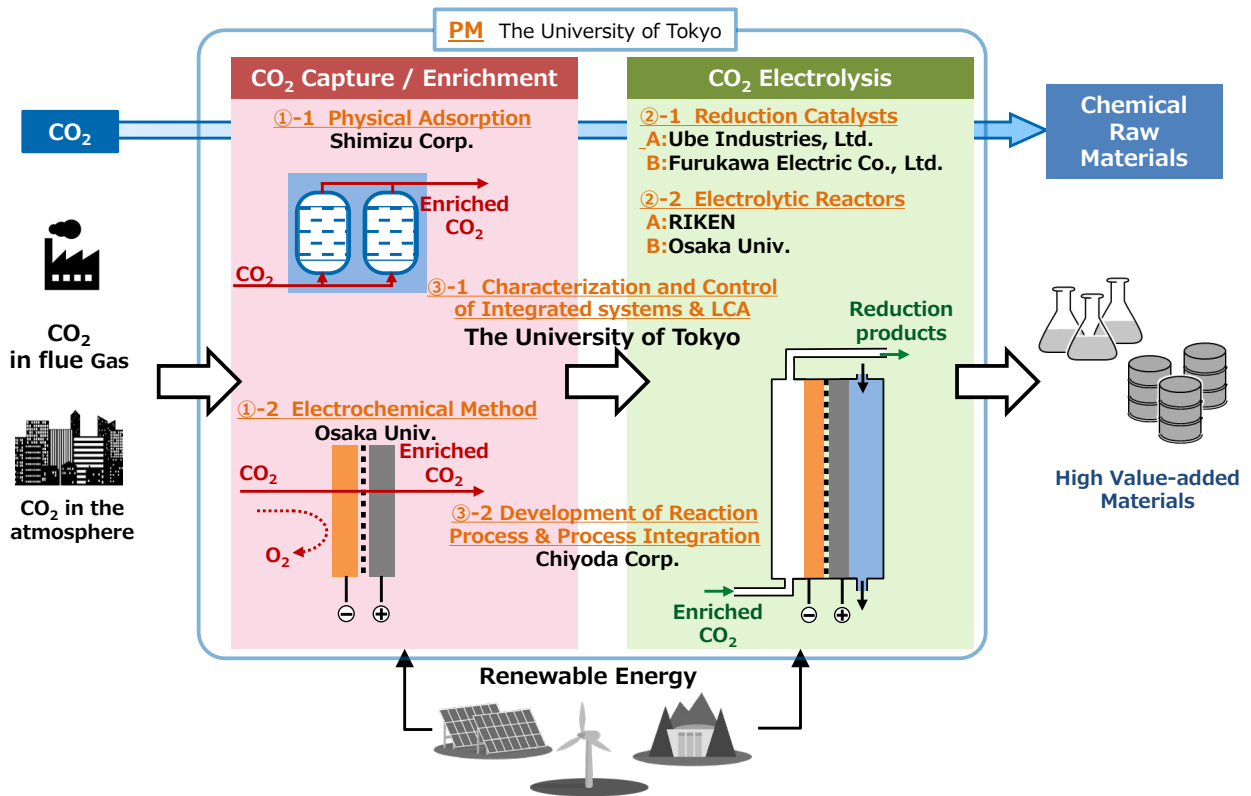 PM The University of Tokyo
CO₂ Capture / Enrichment
CO₂ Electrolysis
CO₂
①-1 Physical Adsorption
Shimizu Corp.
Enriched
CO₂
CO₂
②-1 Reduction Catalysts
A:Ube Industries, Ltd.
B:Furukawa Electric Co., Ltd.
②-2 Electrolytic Reactors
A:RIKEN
B:Osaka Univ.
Chemical
Raw
Materials
③-1 Characterization and Control
of Integrated systems & LCA
The University of Tokyo
CO₂
in flue Gas
CO₂ in the
atmosphere
①-2 Electrochemical Method
Osaka Univ.
CO₂
Enriched
CO₂
O₂
⊖
⊕
③-2 Development of Reaction
Process & Process Integration
Chiyoda Corp.
Reduction
products
Enriched
CO₂
⊖
⊕
High Value-added
Materials
Renewable Energy